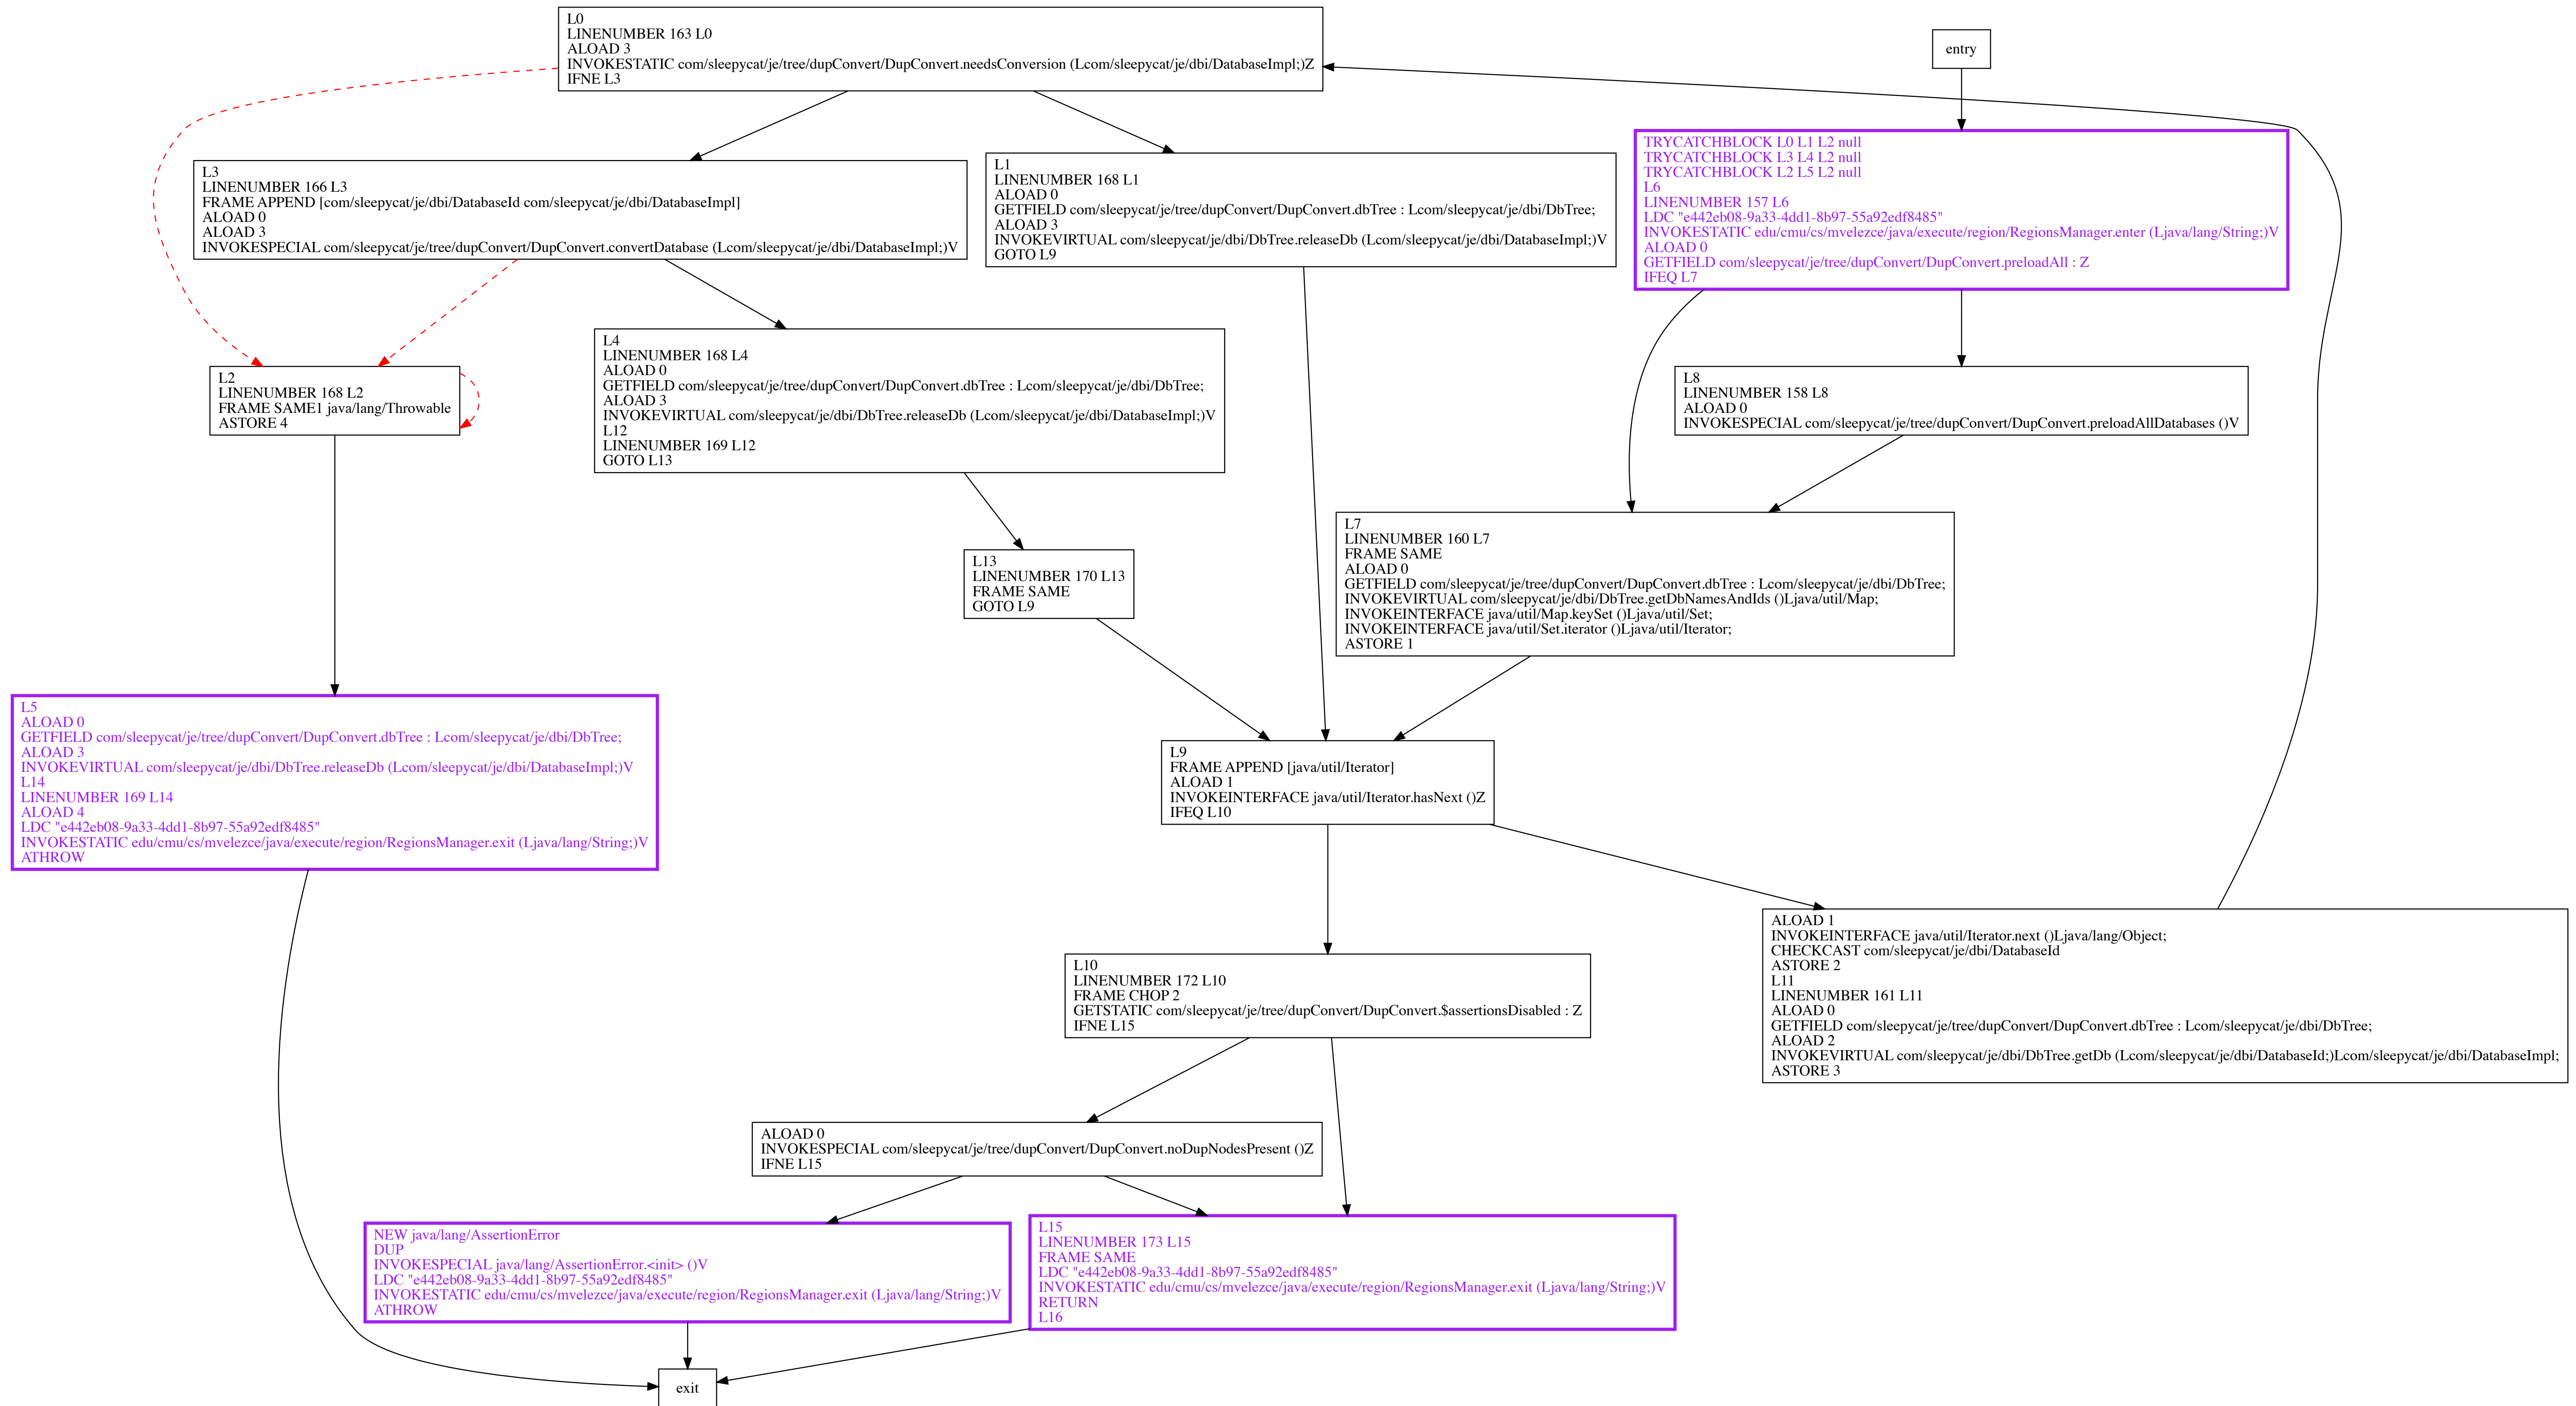 L0
LINENUMBER 163 L0
ALOAD 3
INVOKESTATIC com/sleepycat/je/tree/dupConvert/DupConvert.needsConversion (Lcom/sleepycat/je/dbi/DatabaseImpl;)Z
IFNE L3
entry
TRYCATCHBLOCK L0 L1 L2 null
TRYCATCHBLOCK L3 L4 L2 null
TRYCATCHBLOCK L2 L5 L2 null
L6
LINENUMBER 157 L6
LDC "e442eb08-9a33-4dd1-8b97-55a92edf8485"
INVOKESTATIC edu/cmu/cs/mvelezce/java/execute/region/RegionsManager.enter (Ljava/lang/String;)V
ALOAD 0
GETFIELD com/sleepycat/je/tree/dupConvert/DupConvert.preloadAll : Z
IFEQ L7
L3
LINENUMBER 166 L3
FRAME APPEND [com/sleepycat/je/dbi/DatabaseId com/sleepycat/je/dbi/DatabaseImpl]
ALOAD 0
ALOAD 3
INVOKESPECIAL com/sleepycat/je/tree/dupConvert/DupConvert.convertDatabase (Lcom/sleepycat/je/dbi/DatabaseImpl;)V
L1
LINENUMBER 168 L1
ALOAD 0
GETFIELD com/sleepycat/je/tree/dupConvert/DupConvert.dbTree : Lcom/sleepycat/je/dbi/DbTree;
ALOAD 3
INVOKEVIRTUAL com/sleepycat/je/dbi/DbTree.releaseDb (Lcom/sleepycat/je/dbi/DatabaseImpl;)V
GOTO L9
L4
LINENUMBER 168 L4
ALOAD 0
GETFIELD com/sleepycat/je/tree/dupConvert/DupConvert.dbTree : Lcom/sleepycat/je/dbi/DbTree;
ALOAD 3
INVOKEVIRTUAL com/sleepycat/je/dbi/DbTree.releaseDb (Lcom/sleepycat/je/dbi/DatabaseImpl;)V
L12
LINENUMBER 169 L12
GOTO L13
L2
LINENUMBER 168 L2
FRAME SAME1 java/lang/Throwable
ASTORE 4
L8
LINENUMBER 158 L8
ALOAD 0
INVOKESPECIAL com/sleepycat/je/tree/dupConvert/DupConvert.preloadAllDatabases ()V
L7
LINENUMBER 160 L7
FRAME SAME
ALOAD 0
GETFIELD com/sleepycat/je/tree/dupConvert/DupConvert.dbTree : Lcom/sleepycat/je/dbi/DbTree;
INVOKEVIRTUAL com/sleepycat/je/dbi/DbTree.getDbNamesAndIds ()Ljava/util/Map;
INVOKEINTERFACE java/util/Map.keySet ()Ljava/util/Set;
INVOKEINTERFACE java/util/Set.iterator ()Ljava/util/Iterator;
ASTORE 1
L13
LINENUMBER 170 L13
FRAME SAME
GOTO L9
L5
ALOAD 0
GETFIELD com/sleepycat/je/tree/dupConvert/DupConvert.dbTree : Lcom/sleepycat/je/dbi/DbTree;
ALOAD 3
INVOKEVIRTUAL com/sleepycat/je/dbi/DbTree.releaseDb (Lcom/sleepycat/je/dbi/DatabaseImpl;)V
L14
LINENUMBER 169 L14
ALOAD 4
LDC "e442eb08-9a33-4dd1-8b97-55a92edf8485"
INVOKESTATIC edu/cmu/cs/mvelezce/java/execute/region/RegionsManager.exit (Ljava/lang/String;)V
ATHROW
L9
FRAME APPEND [java/util/Iterator]
ALOAD 1
INVOKEINTERFACE java/util/Iterator.hasNext ()Z
IFEQ L10
ALOAD 1
INVOKEINTERFACE java/util/Iterator.next ()Ljava/lang/Object;
CHECKCAST com/sleepycat/je/dbi/DatabaseId
ASTORE 2
L11
LINENUMBER 161 L11
ALOAD 0
GETFIELD com/sleepycat/je/tree/dupConvert/DupConvert.dbTree : Lcom/sleepycat/je/dbi/DbTree;
ALOAD 2
INVOKEVIRTUAL com/sleepycat/je/dbi/DbTree.getDb (Lcom/sleepycat/je/dbi/DatabaseId;)Lcom/sleepycat/je/dbi/DatabaseImpl;
ASTORE 3
L10
LINENUMBER 172 L10
FRAME CHOP 2
GETSTATIC com/sleepycat/je/tree/dupConvert/DupConvert.$assertionsDisabled : Z
IFNE L15
ALOAD 0
INVOKESPECIAL com/sleepycat/je/tree/dupConvert/DupConvert.noDupNodesPresent ()Z
IFNE L15
NEW java/lang/AssertionError
DUP
INVOKESPECIAL java/lang/AssertionError.<init> ()V
LDC "e442eb08-9a33-4dd1-8b97-55a92edf8485"
INVOKESTATIC edu/cmu/cs/mvelezce/java/execute/region/RegionsManager.exit (Ljava/lang/String;)V
ATHROW
L15
LINENUMBER 173 L15
FRAME SAME
LDC "e442eb08-9a33-4dd1-8b97-55a92edf8485"
INVOKESTATIC edu/cmu/cs/mvelezce/java/execute/region/RegionsManager.exit (Ljava/lang/String;)V
RETURN
L16
exit